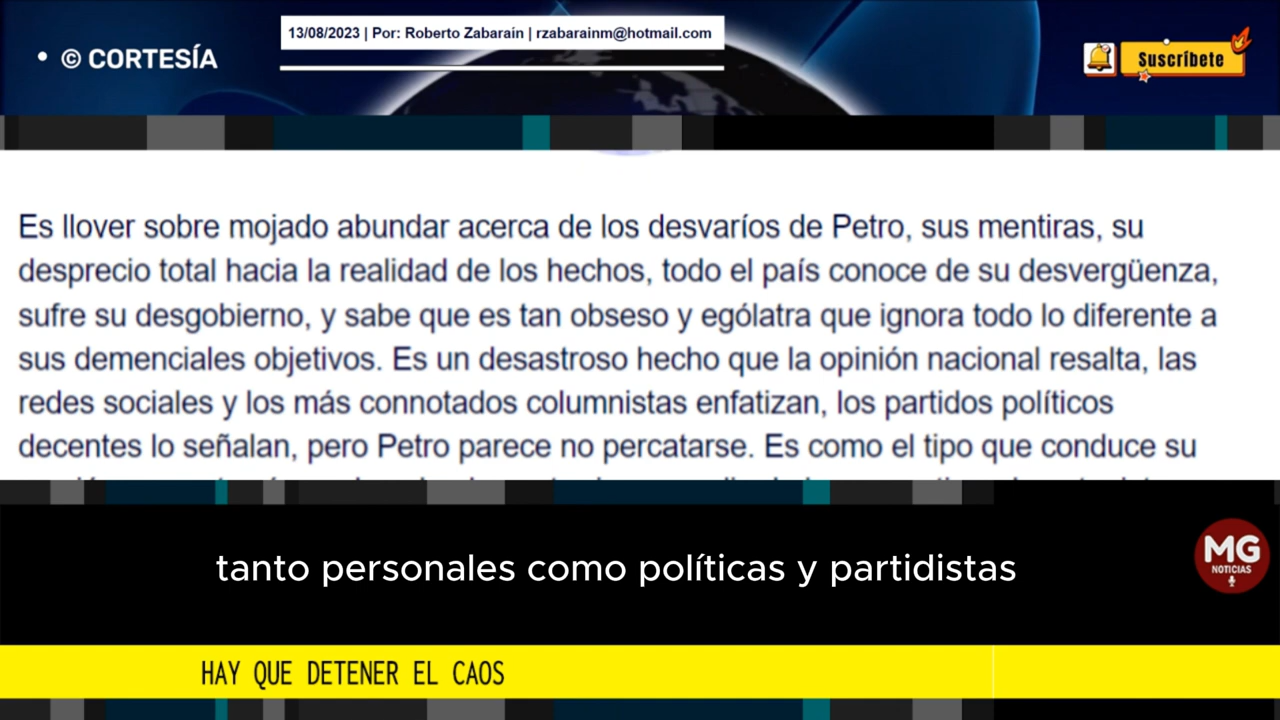 13/08/2023 | Por: Roberto Zabaraín | rzabarainm@hotmail.com
• © CORTESÍA
Suscríbete
Es llover sobre mojado abundar acerca de los desvaríos de Petro, sus mentiras, su
desprecio total hacia la realidad de los hechos, todo el país conoce de su desvergüenza,
sufre su desgobierno, y sabe que es tan obseso y ególatra que ignora todo lo diferente a
sus demenciales objetivos. Es un desastroso hecho que la opinión nacional resalta, las
redes sociales y los más connotados columnistas enfatizan, los partidos políticos
decentes lo señalan, pero Petro parece no percatarse. Es como el tipo que conduce su
tanto personales como políticas y partidistas
MG
NOTICIAS
HAY QUE DETENER EL CAOS